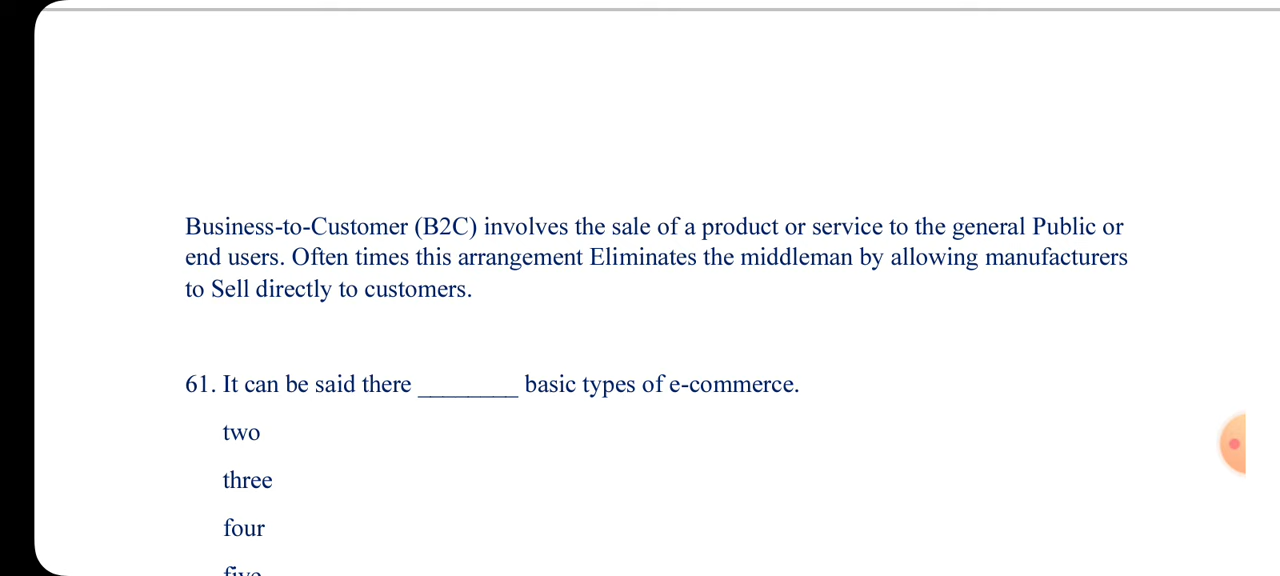 Business-to-Customer (B2C) involves the sale of a product or service to the general Public or
end users. Often times this arrangement Eliminates the middleman by allowing manufacturers
to Sell directly to customers.
61. It can be said there ________ basic types of e-commerce.
two
three
four
five